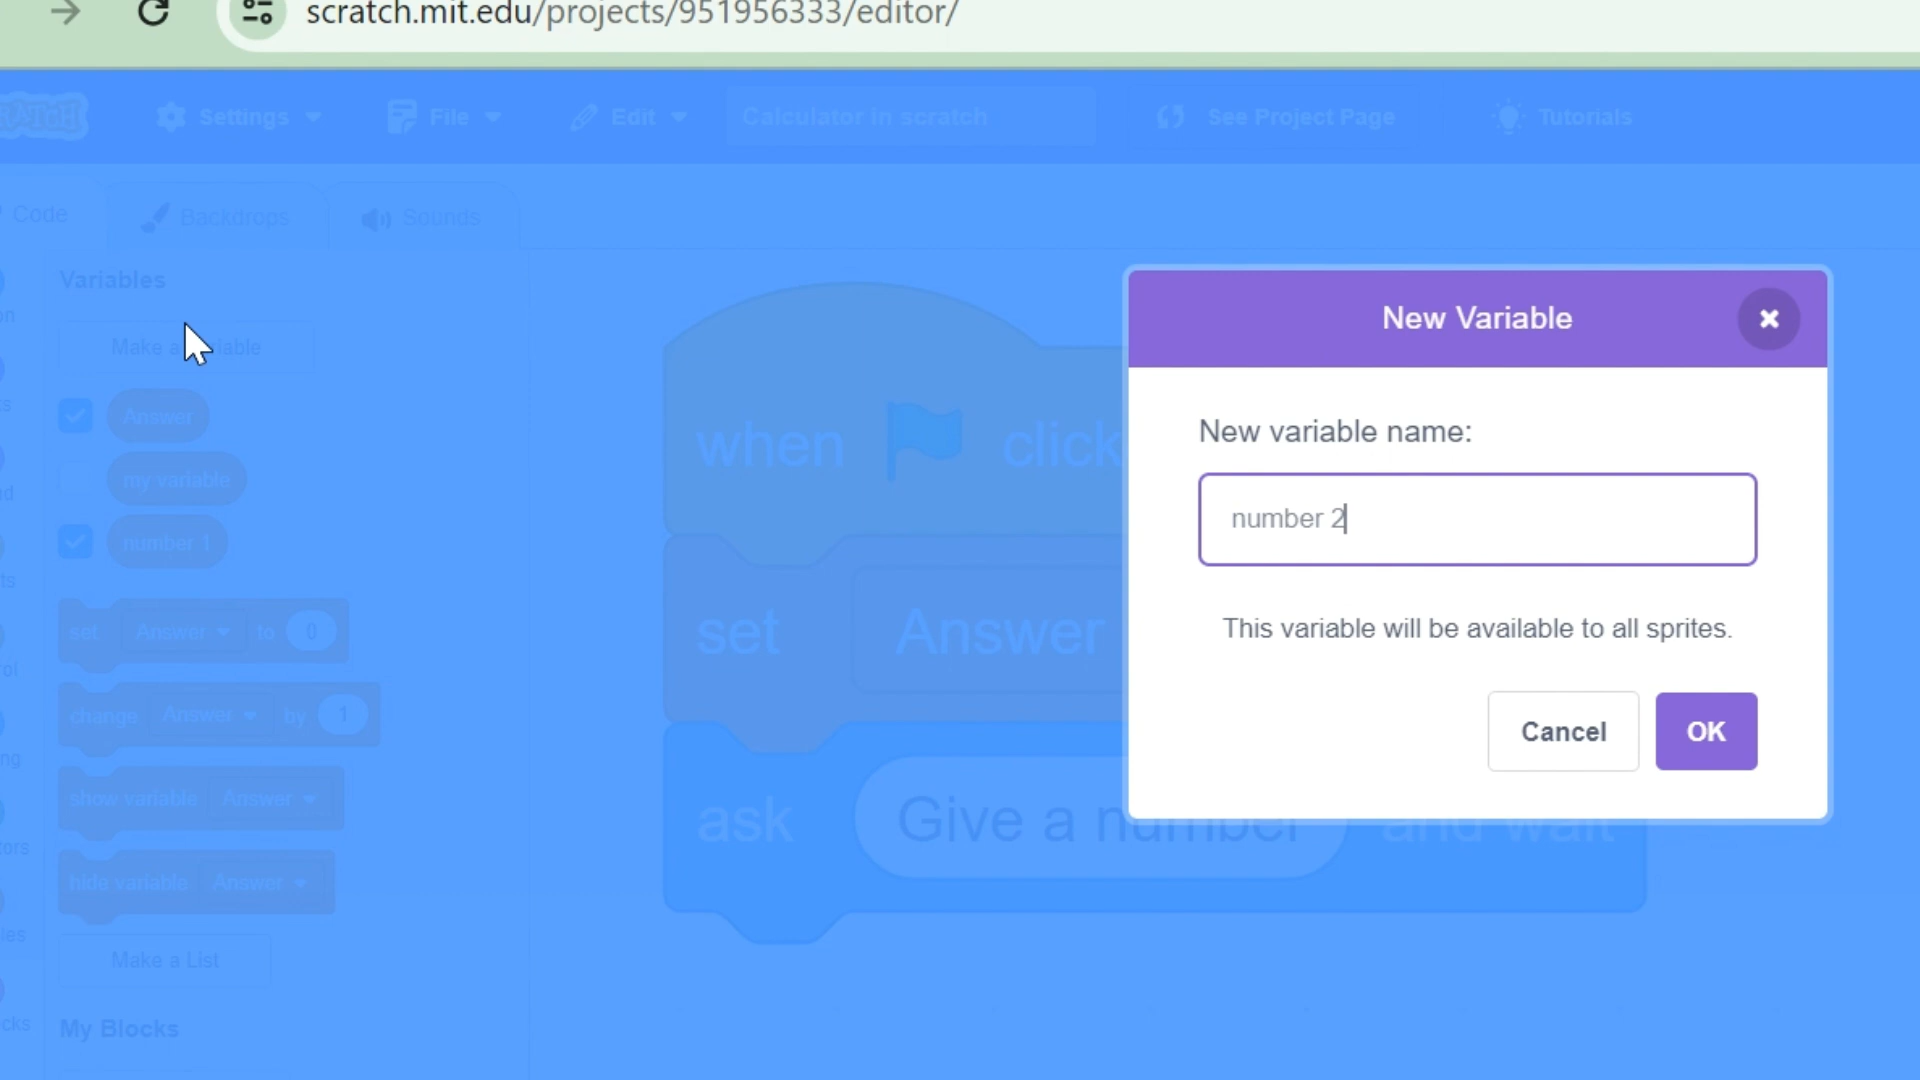 scratch.mit.edu/projects/951956333/editor/
Settings File Edit Calculator in scratch See Project Page Tutorials
Code Backdrops Sounds
Variables
Make a
Answer
my variable
number 1
set Answer to 0
change Answer by 1
show variable Answer
hide variable Answer
Make a List
My Blocks
when click
set Answer
ask Give a number and wait
New Variable
New variable name:
number 2
This variable will be available to all sprites.
Cancel OK